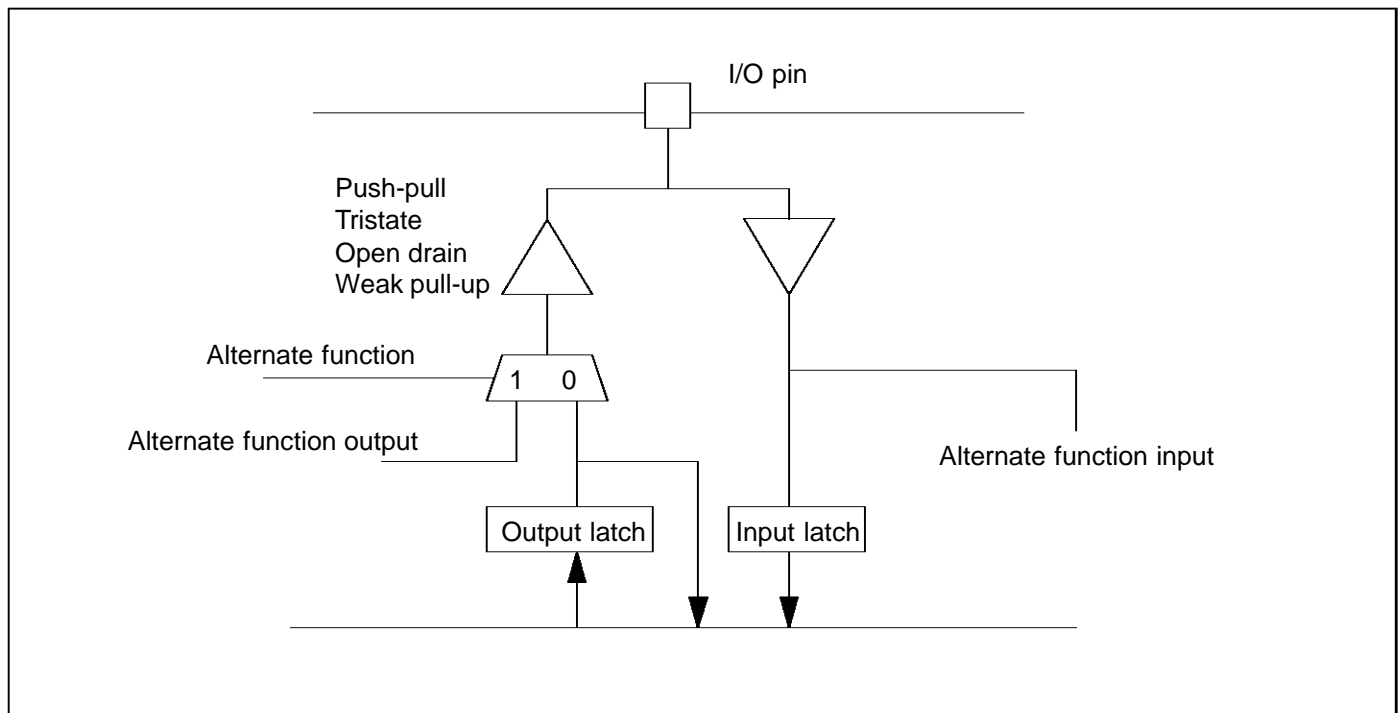 I/O pin
Push-pull
Tristate
Open drain
Weak pull-up
Alternate function
1 0
Alternate function output
Alternate function input
Output latch
Input latch